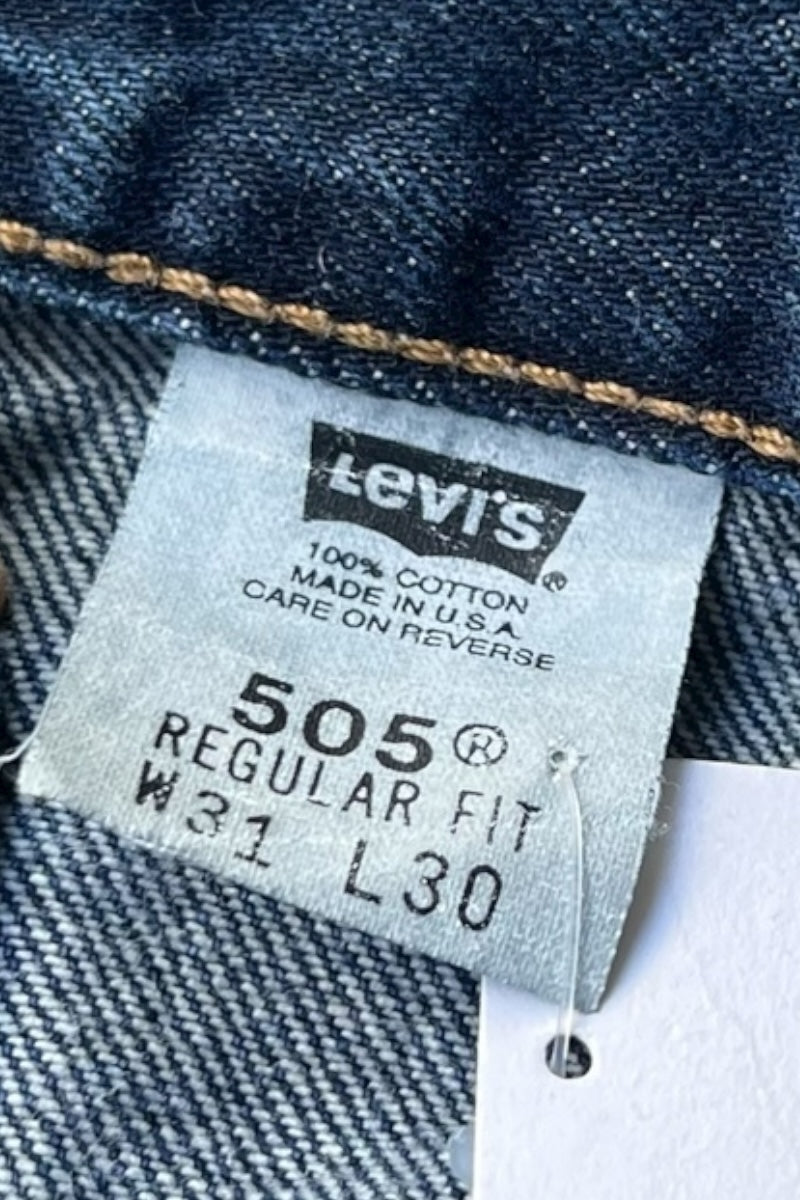 Levi's®
100% COTTON
MADE IN U.S.A.
CARE ON REVERSE
505®
REGULAR FIT
W31 L30